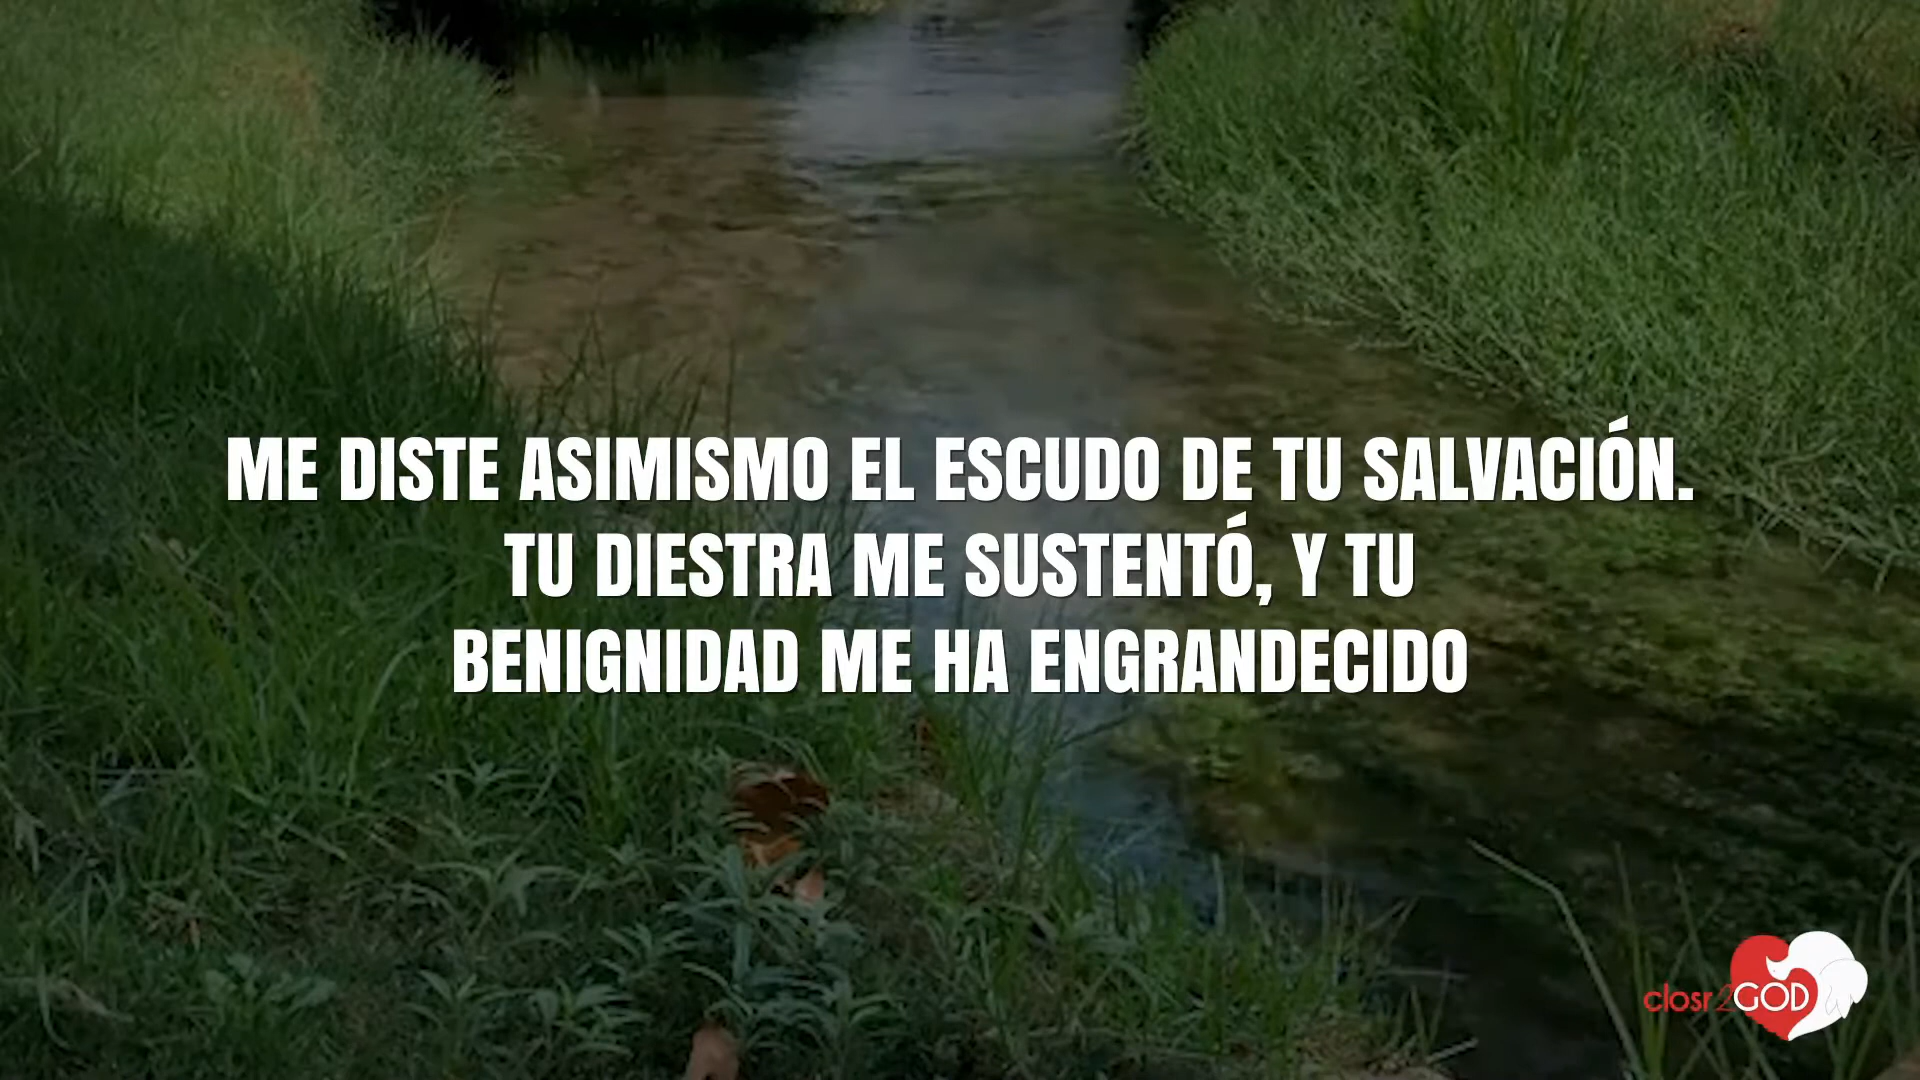 ME DISTE ASIMISMO EL ESCUDO DE TU SALVACIÓN.
TU DIESTRA ME SUSTENTÓ, Y TU
BENIGNIDAD ME HA ENGRANDECIDO
closr2GOD